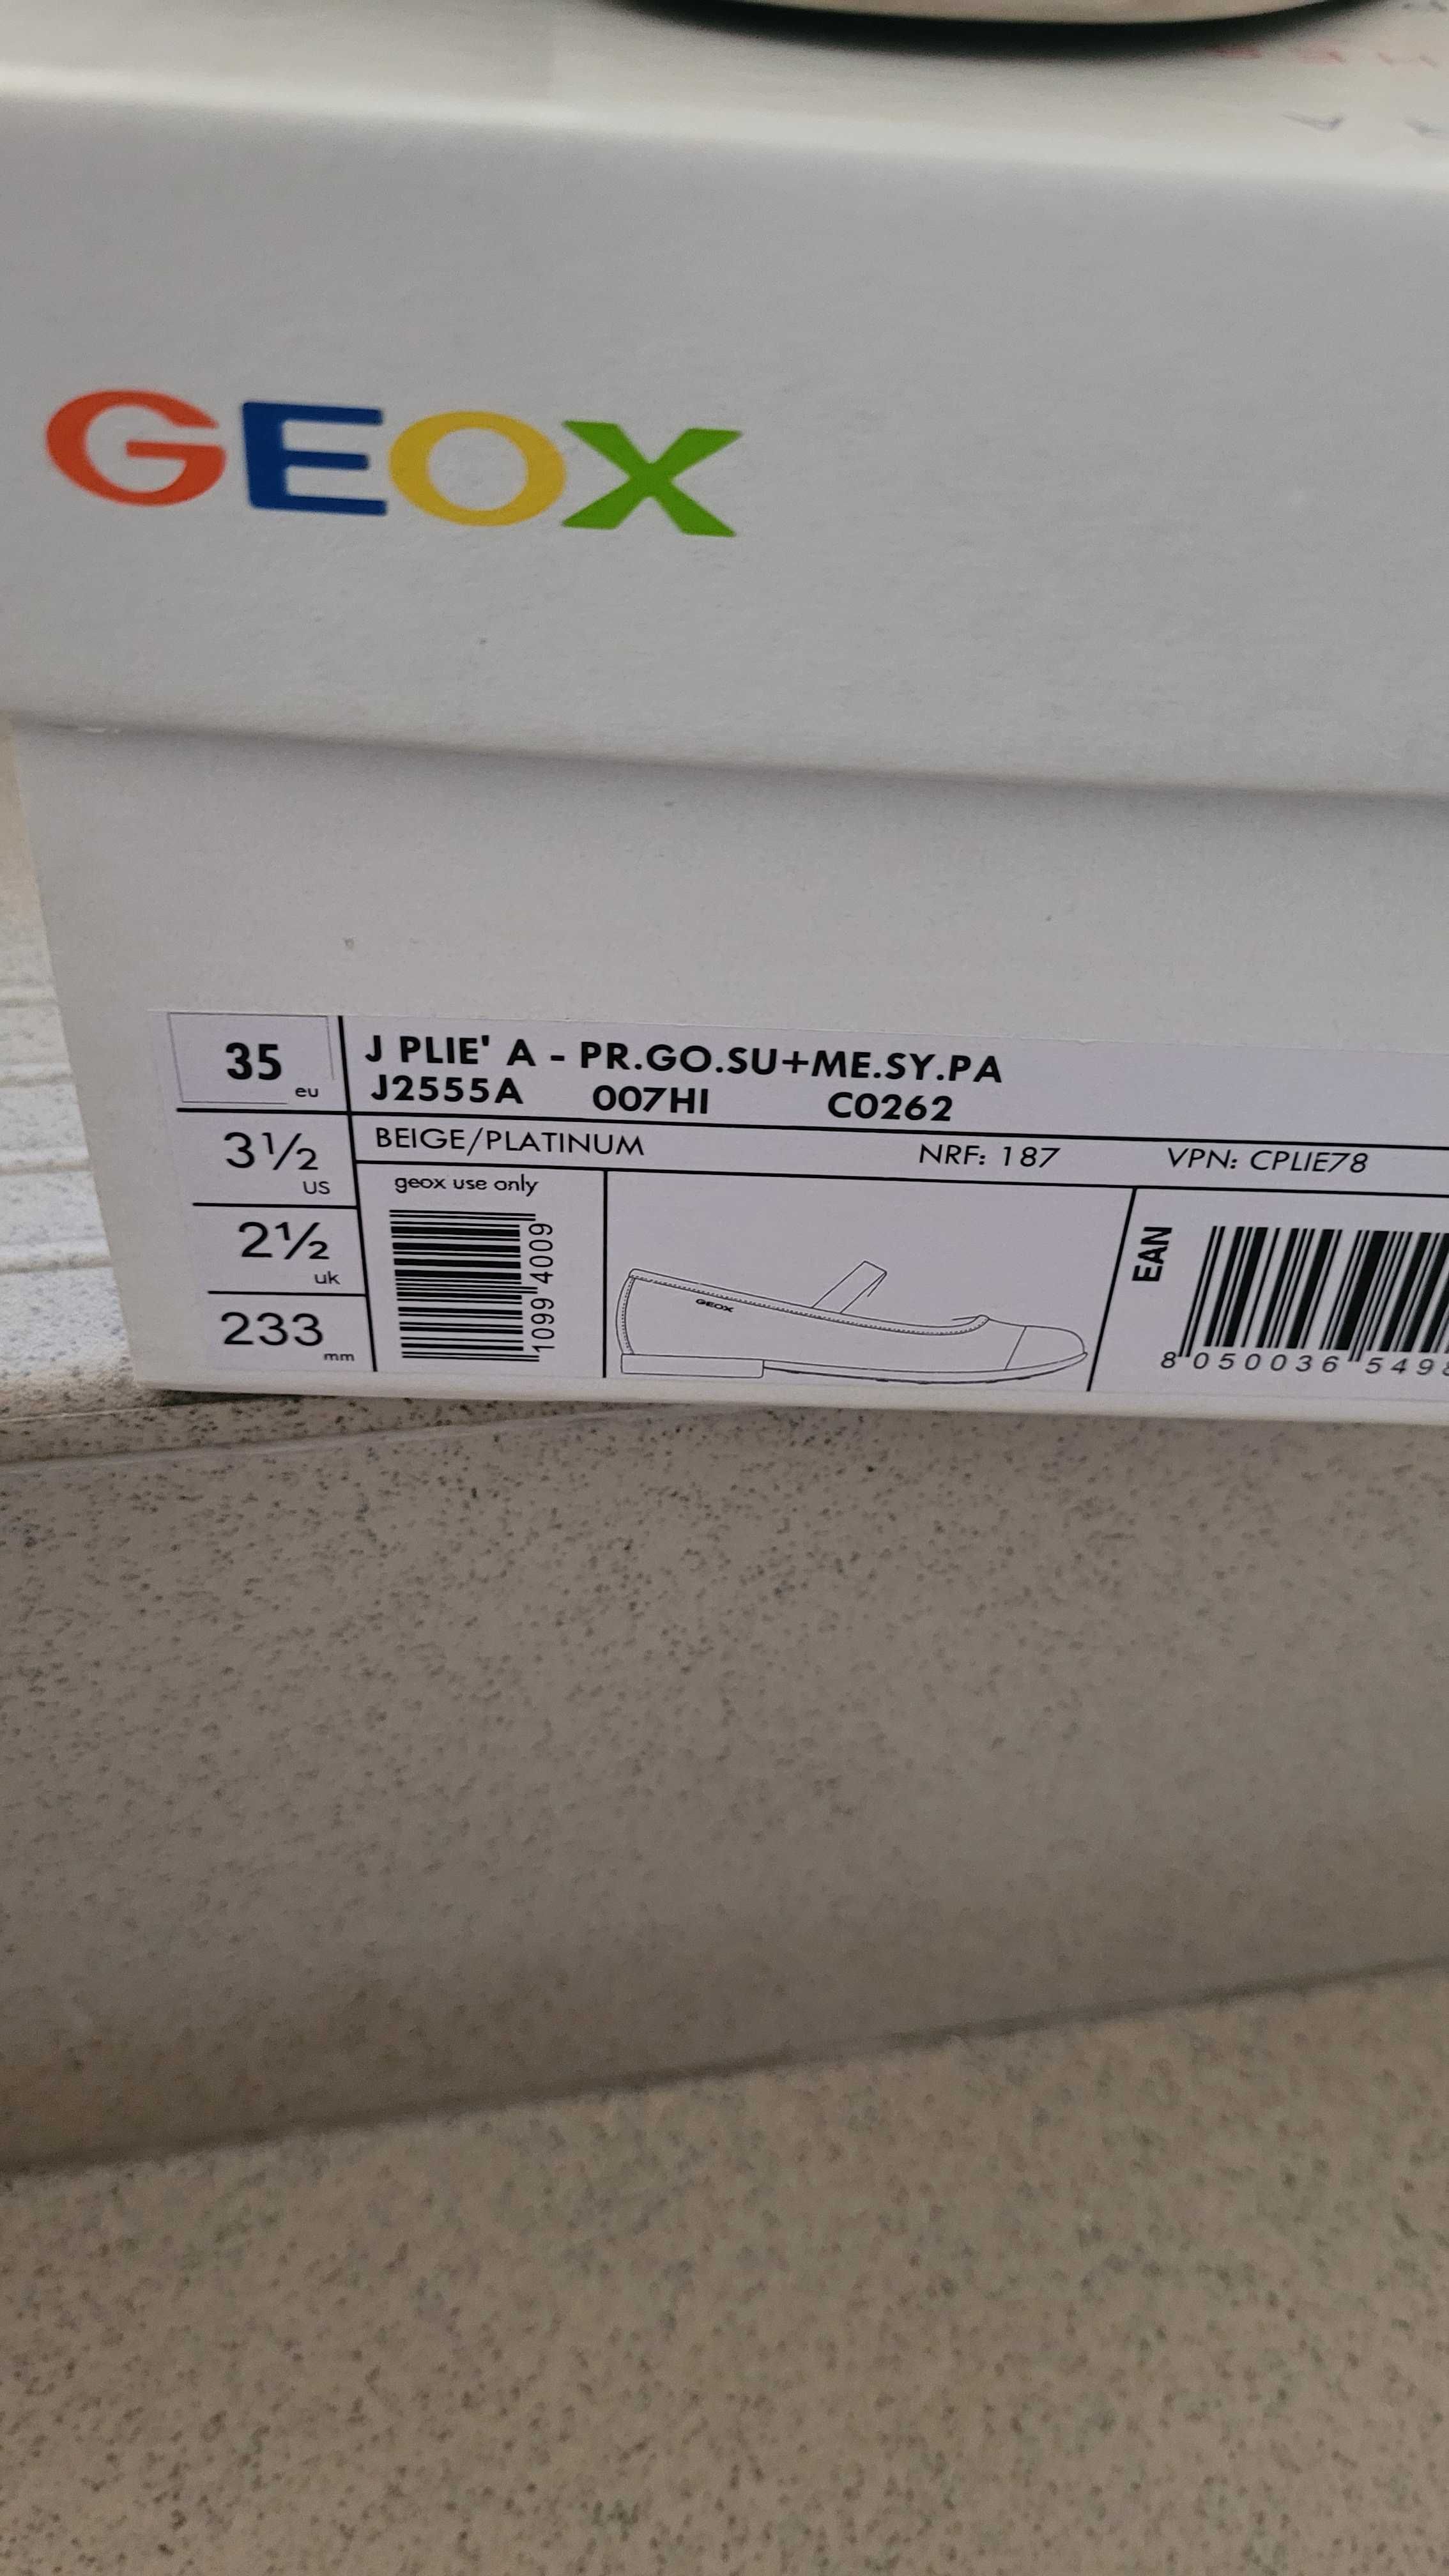 GEOX
35 eu
J PLIE' A - PR.GO.SU+ME.SY.PA
J2555A 007HI C0262
3½ US
BEIGE/PLATINUM NRF: 187 VPN: CPLIE78
geox use only
2½ uk
233 mm
1099 4009
GEOX
EAN
8 050036 549